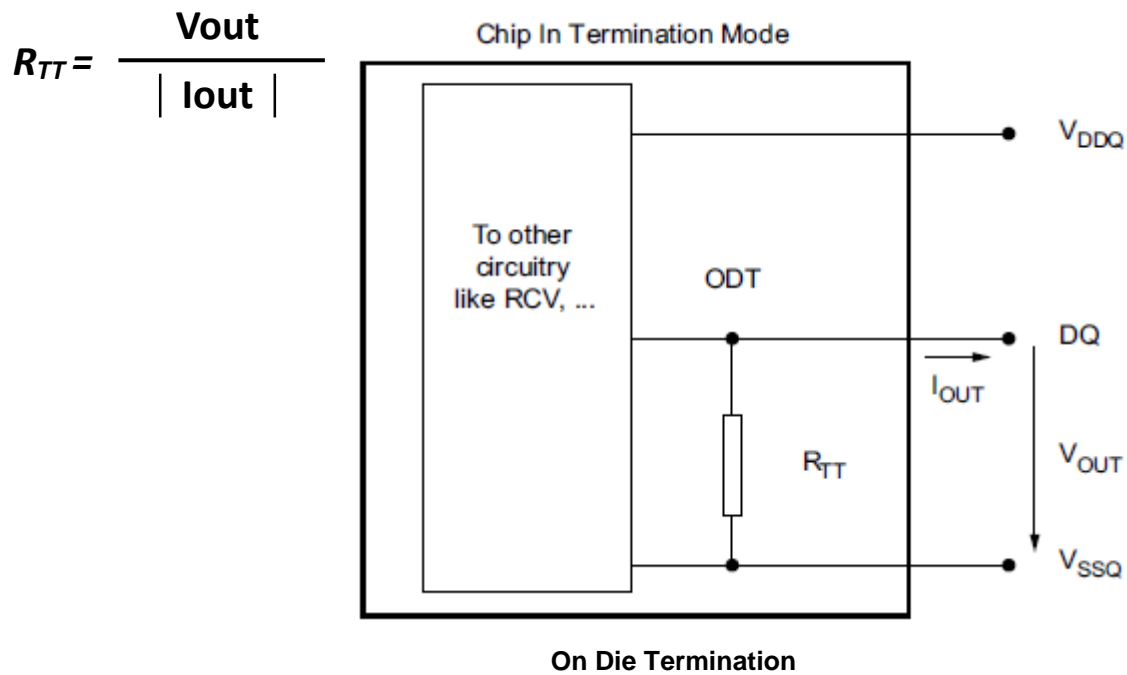 Vout
R_TT =
| Iout |
Chip In Termination Mode
V_DDQ
To other
circuitry
like RCV, ...
ODT
DQ
I_OUT
R_TT
V_OUT
V_SSQ
On Die Termination